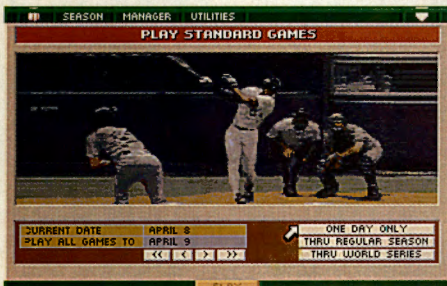 SEASON MANAGER UTILITIES
PLAY STANDARD GAMES
CURRENT DATE APRIL 8
PLAY ALL GAMES TO APRIL 9
<< < > >>
ONE DAY ONLY
THRU REGULAR SEASON
THRU WORLD SERIES